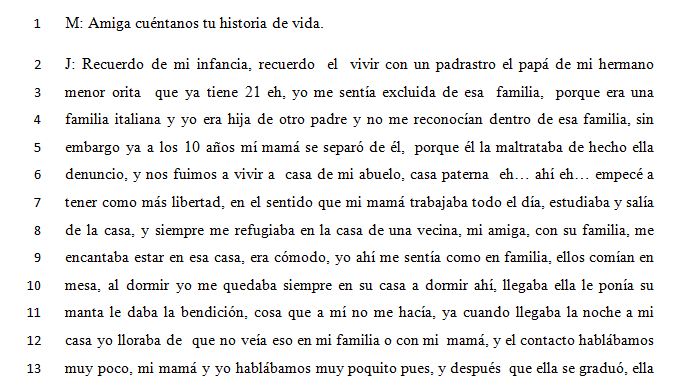 1 M: Amiga cuéntanos tu historia de vida.
2 J: Recuerdo de mi infancia, recuerdo el vivir con un padrastro el papá de mi hermano
3 menor orita que ya tiene 21 eh, yo me sentía excluida de esa familia, porque era una
4 familia italiana y yo era hija de otro padre y no me reconocían dentro de esa familia, sin
5 embargo ya a los 10 años mí mamá se separó de él, porque él la maltrataba de hecho ella
6 denuncio, y nos fuimos a vivir a casa de mi abuelo, casa paterna eh… ahí eh… empecé a
7 tener como más libertad, en el sentido que mi mamá trabajaba todo el día, estudiaba y salía
8 de la casa, y siempre me refugiaba en la casa de una vecina, mi amiga, con su familia, me
9 encantaba estar en esa casa, era cómodo, yo ahí me sentía como en familia, ellos comían en
10 mesa, al dormir yo me quedaba siempre en su casa a dormir ahí, llegaba ella le ponía su
11 manta le daba la bendición, cosa que a mí no me hacía, ya cuando llegaba la noche a mi
12 casa yo lloraba de que no veía eso en mi familia o con mi mamá, y el contacto hablábamos
13 muy poco, mi mamá y yo hablábamos muy poquito pues, y después que ella se graduó, ella